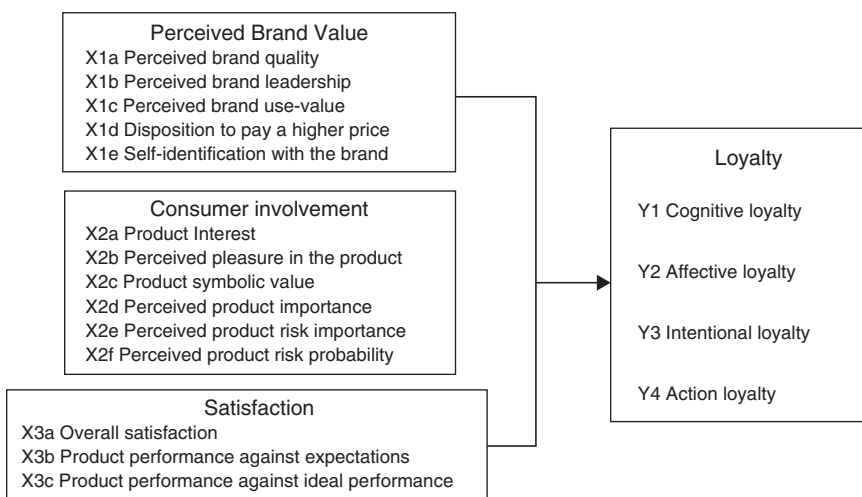 Perceived Brand Value
X1a Perceived brand quality
X1b Perceived brand leadership
X1c Perceived brand use-value
X1d Disposition to pay a higher price
X1e Self-identification with the brand
Consumer involvement
X2a Product Interest
X2b Perceived pleasure in the product
X2c Product symbolic value
X2d Perceived product importance
X2e Perceived product risk importance
X2f Perceived product risk probability
Satisfaction
X3a Overall satisfaction
X3b Product performance against expectations
X3c Product performance against ideal performance
Loyalty
Y1 Cognitive loyalty
Y2 Affective loyalty
Y3 Intentional loyalty
Y4 Action loyalty